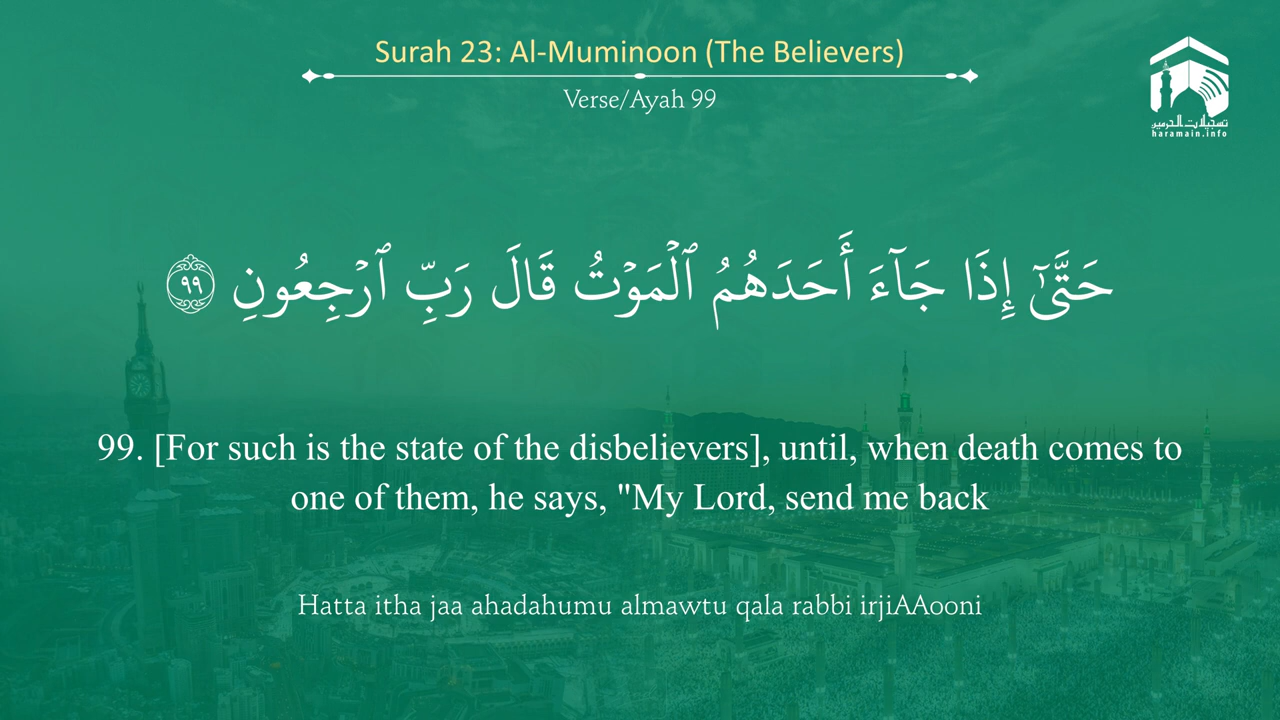 Surah 23: Al-Muminoon (The Believers)
Verse/Ayah 99
تسجيلات الحرمين
haramain.info
حَتَّىٰٓ إِذَا جَآءَ أَحَدَهُمُ ٱلْمَوْتُ قَالَ رَبِّ ٱرْجِعُونِ ٩٩
99. [For such is the state of the disbelievers], until, when death comes to
one of them, he says, "My Lord, send me back
Hatta itha jaa ahadahumu almawtu qala rabbi irjiAAooni